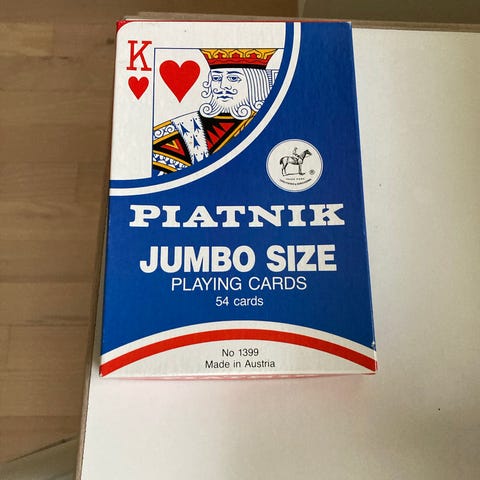 K
PIATNIK
JUMBO SIZE
PLAYING CARDS
54 cards
No 1399
Made in Austria